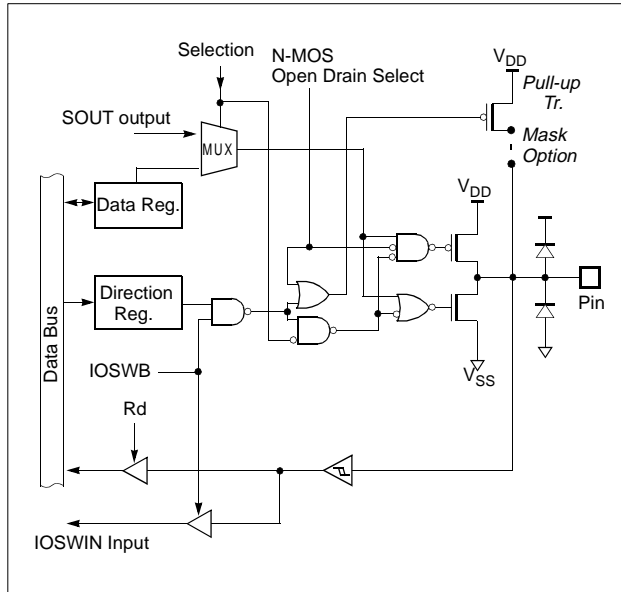 Selection
N-MOS
Open Drain Select
VDD
Pull-up
Tr.
SOUT output
MUX
Mask
Option
Data Reg.
VDD
Direction
Reg.
Pin
Data Bus
IOSWB
VSS
Rd
IOSWIN Input